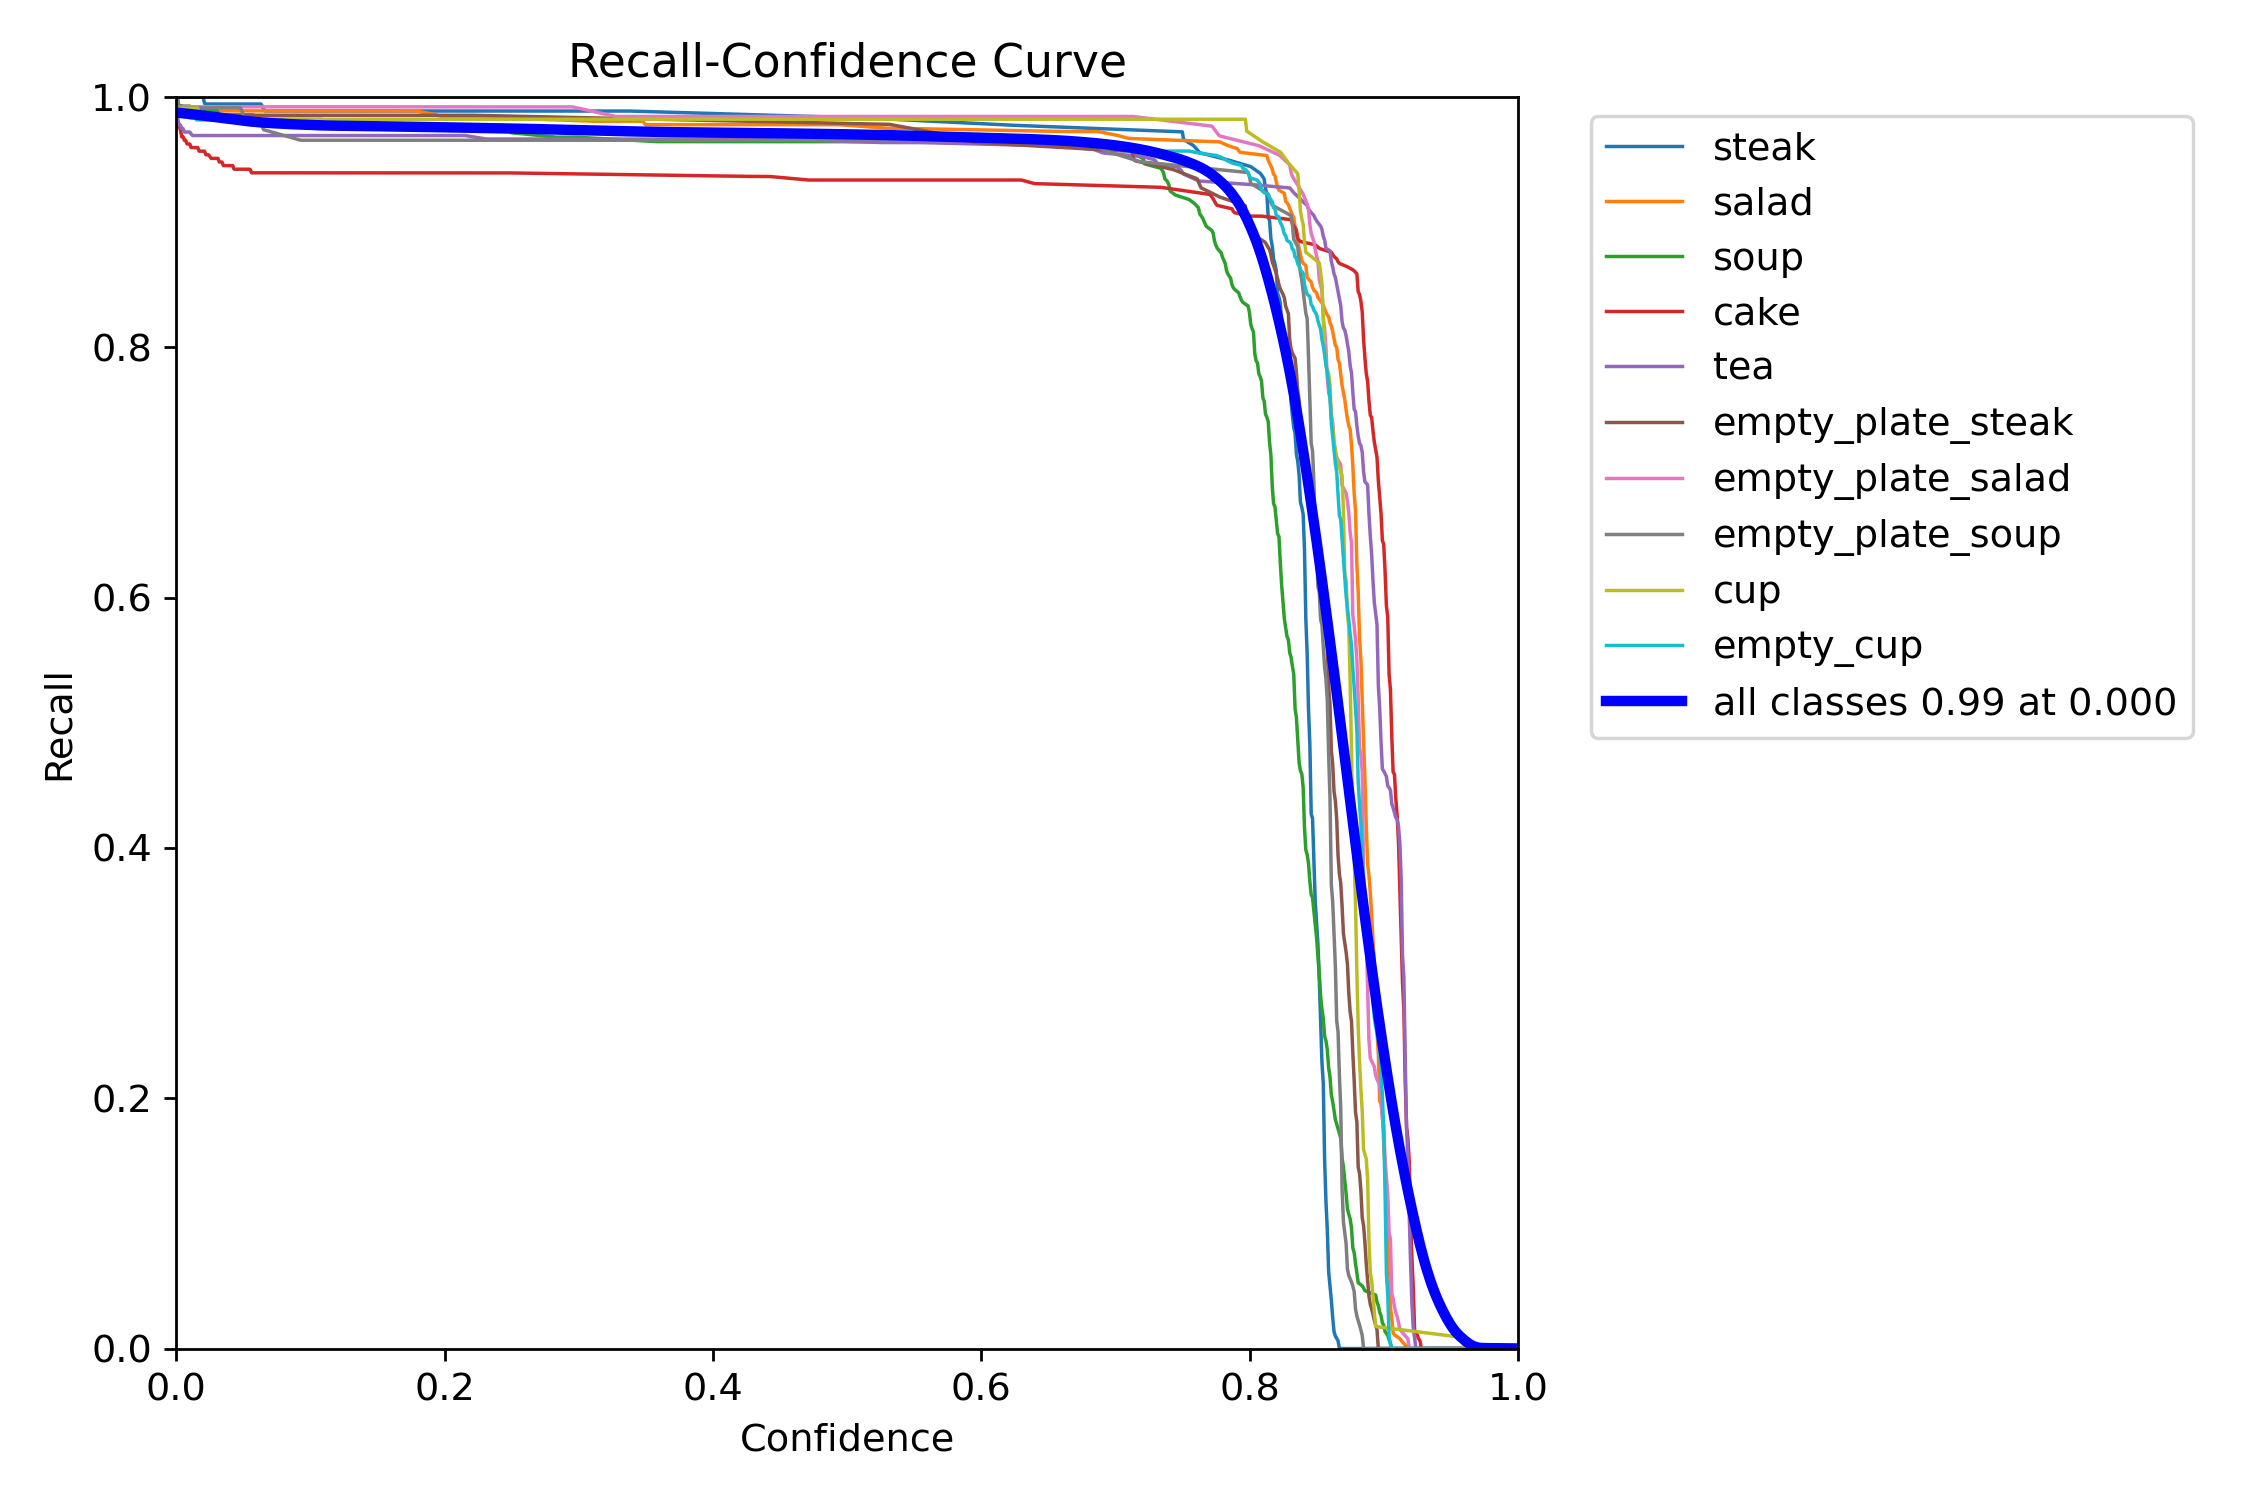 Recall-Confidence Curve
1.0
0.8
0.6
0.4
0.2
0.0
Recall
0.0 0.2 0.4 0.6 0.8 1.0
Confidence
steak
salad
soup
cake
tea
empty_plate_steak
empty_plate_salad
empty_plate_soup
cup
empty_cup
all classes 0.99 at 0.000